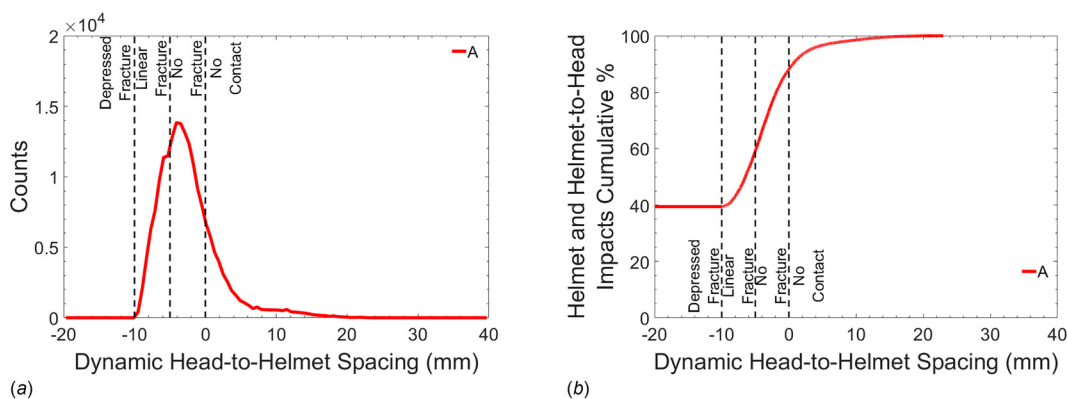 ×10^4
2
1.5
1
0.5
0
-20
-10
0
10
20
30
40
Counts
Dynamic Head-to-Helmet Spacing (mm)
Depressed
Fracture
Linear
Fracture
No
Fracture
No
Contact
A
(a)
100
80
60
40
20
0
-20
-10
0
10
20
30
40
Helmet and Helmet-to-Head
Impacts Cumulative %
Dynamic Head-to-Helmet Spacing (mm)
Depressed
Fracture
Linear
Fracture
No
Fracture
No
Contact
A
(b)